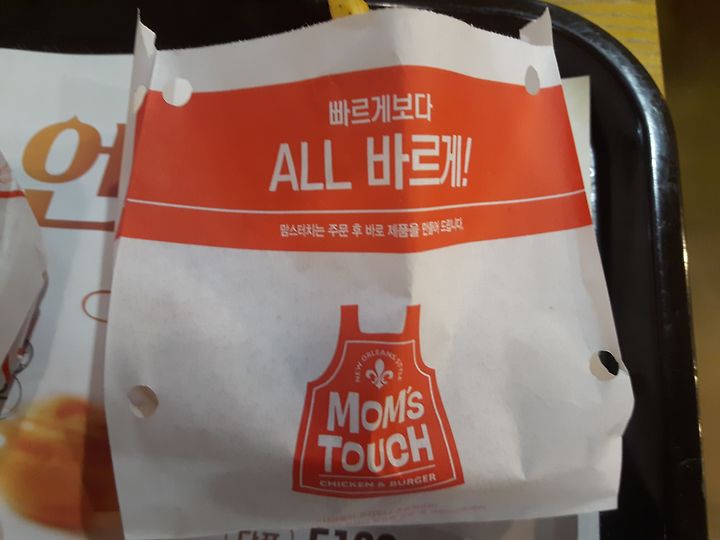 빠르게보다
ALL 바르게!
맘스터치는 주문 후 바로 제품을 만들어 드립니다.
NEW ORLEANS STYLE
MOM'S
TOUCH
CHICKEN & BURGER